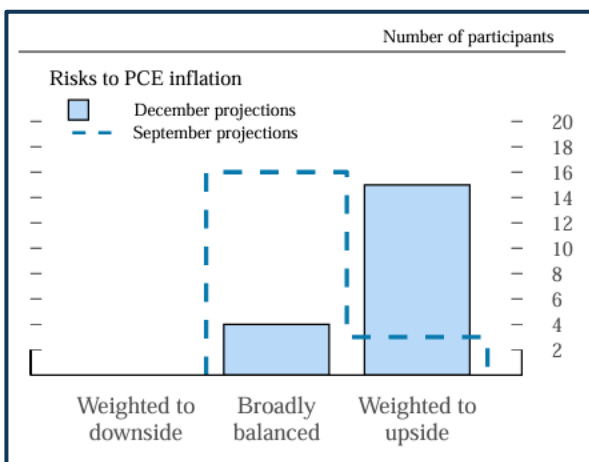 Number of participants
Risks to PCE inflation
December projections
September projections
20
18
16
14
12
10
8
6
4
2
Weighted to downside
Broadly balanced
Weighted to upside